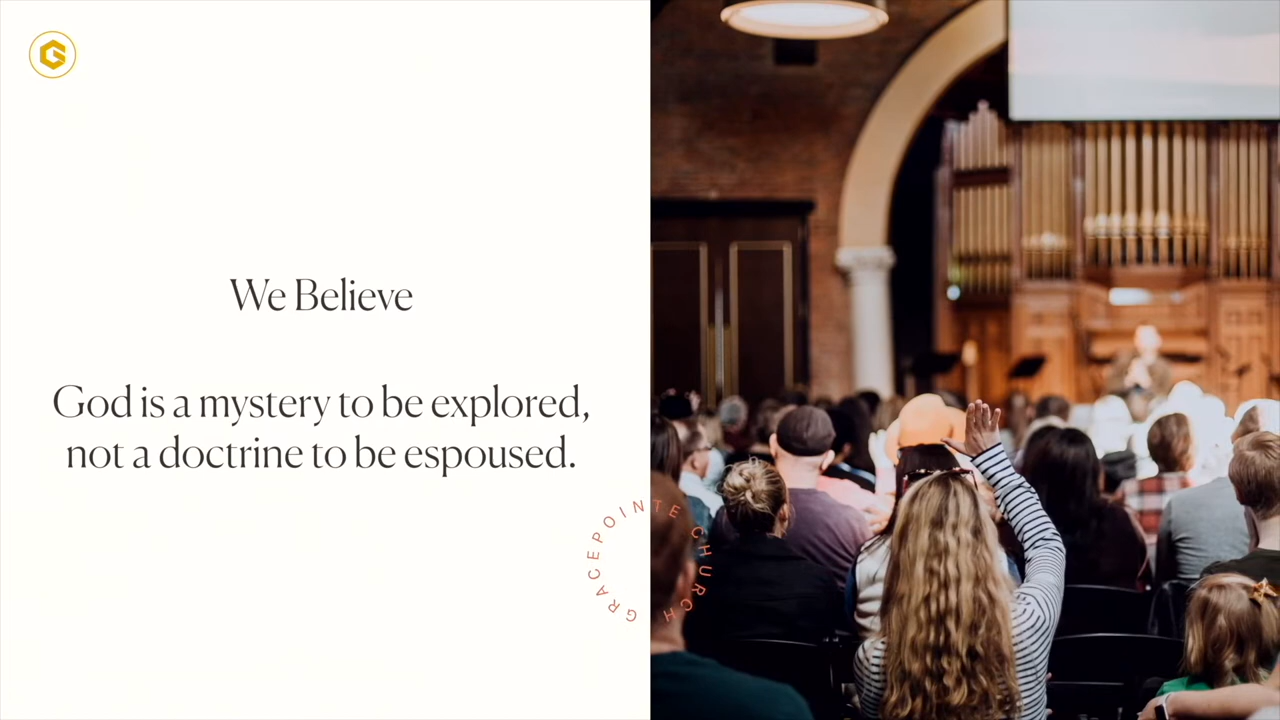 G
We Believe
God is a mystery to be explored,
not a doctrine to be espoused.
GRACEPOINTE CHURCH